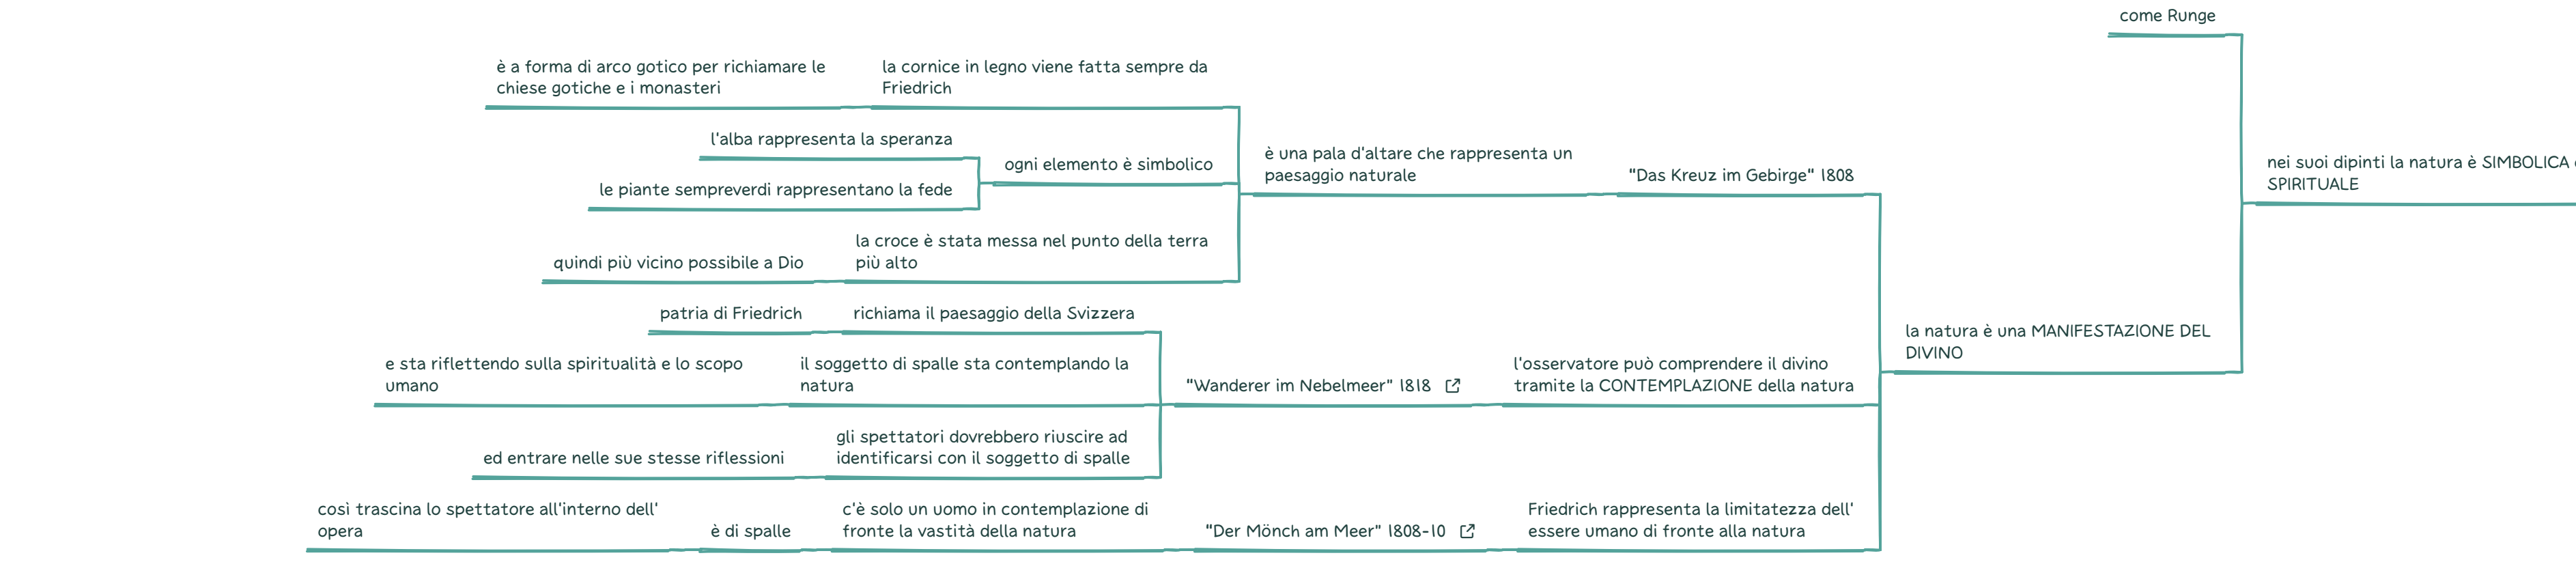 come Runge
nei suoi dipinti la natura è SIMBOLICA
SPIRITUALE
la natura è una MANIFESTAZIONE DEL
DIVINO
"Das Kreuz im Gebirge" 1808
è una pala d'altare che rappresenta un
paesaggio naturale
la cornice in legno viene fatta sempre da
Friedrich
è a forma di arco gotico per richiamare le
chiese gotiche e i monasteri
ogni elemento è simbolico
l'alba rappresenta la speranza
le piante sempreverdi rappresentano la fede
la croce è stata messa nel punto della terra
più alto
quindi più vicino possibile a Dio
l'osservatore può comprendere il divino
tramite la CONTEMPLAZIONE della natura
"Wanderer im Nebelmeer" 1818
richiama il paesaggio della Svizzera
patria di Friedrich
il soggetto di spalle sta contemplando la
natura
e sta riflettendo sulla spiritualità e lo scopo
umano
gli spettatori dovrebbero riuscire ad
identificarsi con il soggetto di spalle
ed entrare nelle sue stesse riflessioni
Friedrich rappresenta la limitatezza dell'
essere umano di fronte alla natura
"Der Mönch am Meer" 1808-10
c'è solo un uomo in contemplazione di
fronte la vastità della natura
è di spalle
così trascina lo spettatore all'interno dell'
opera